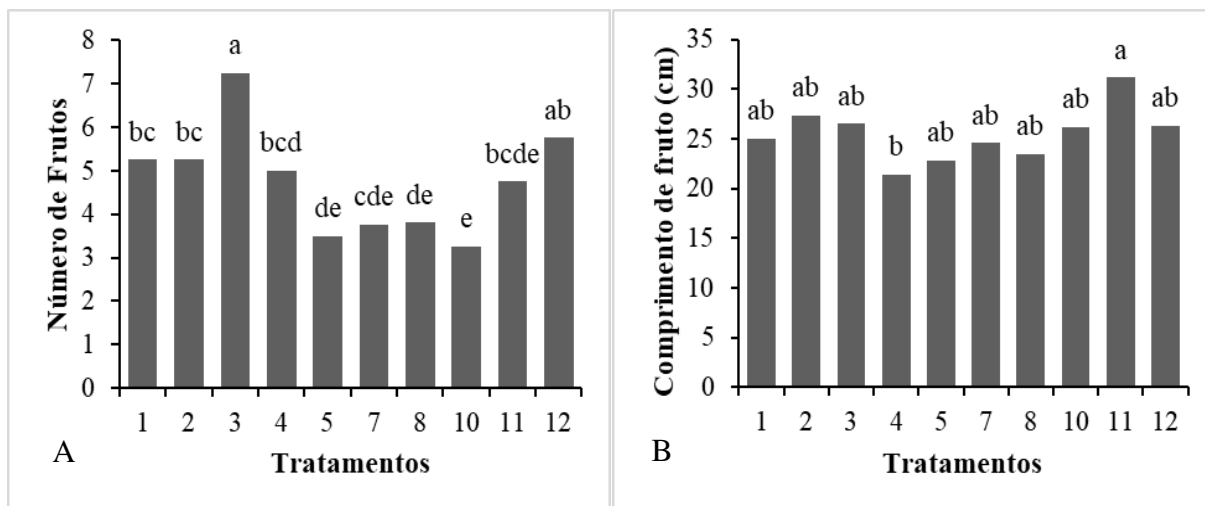 Número de Frutos
8
7
6
5
4
3
2
1
0
bc bc a bcd de cde de e bcde ab
1 2 3 4 5 7 8 10 11 12
A
Tratamentos
Comprimento de fruto (cm)
35
30
25
20
15
10
5
0
ab ab ab b ab ab ab ab a ab
1 2 3 4 5 7 8 10 11 12
B
Tratamentos